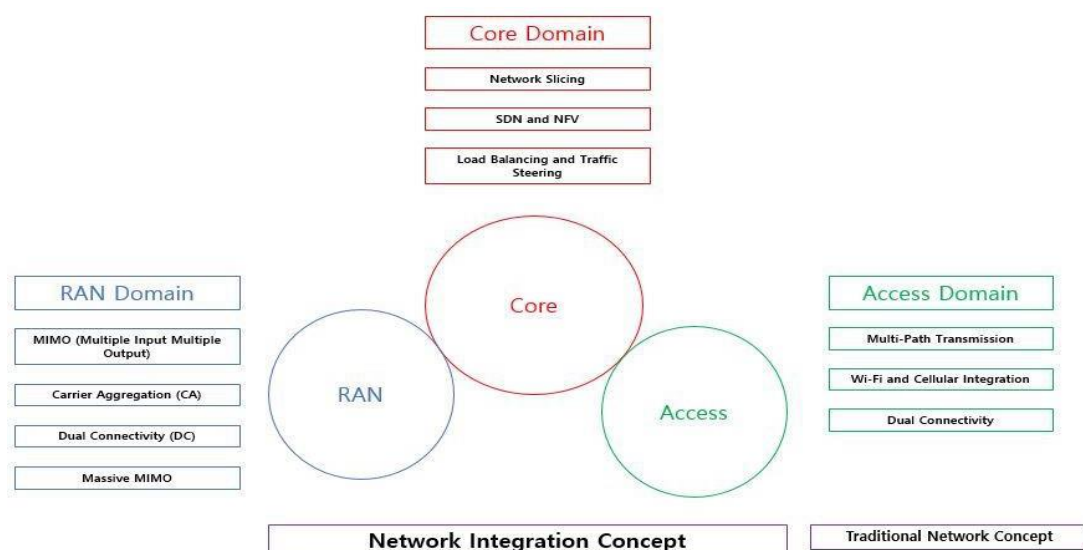 Core Domain
Network Slicing
SDN and NFV
Load Balancing and Traffic
Steering
RAN Domain
MIMO (Multiple Input Multiple
Output)
Carrier Aggregation (CA)
Dual Connectivity (DC)
Massive MIMO
RAN
Core
Access
Access Domain
Multi-Path Transmission
Wi-Fi and Cellular Integration
Dual Connectivity
Network Integration Concept
Traditional Network Concept